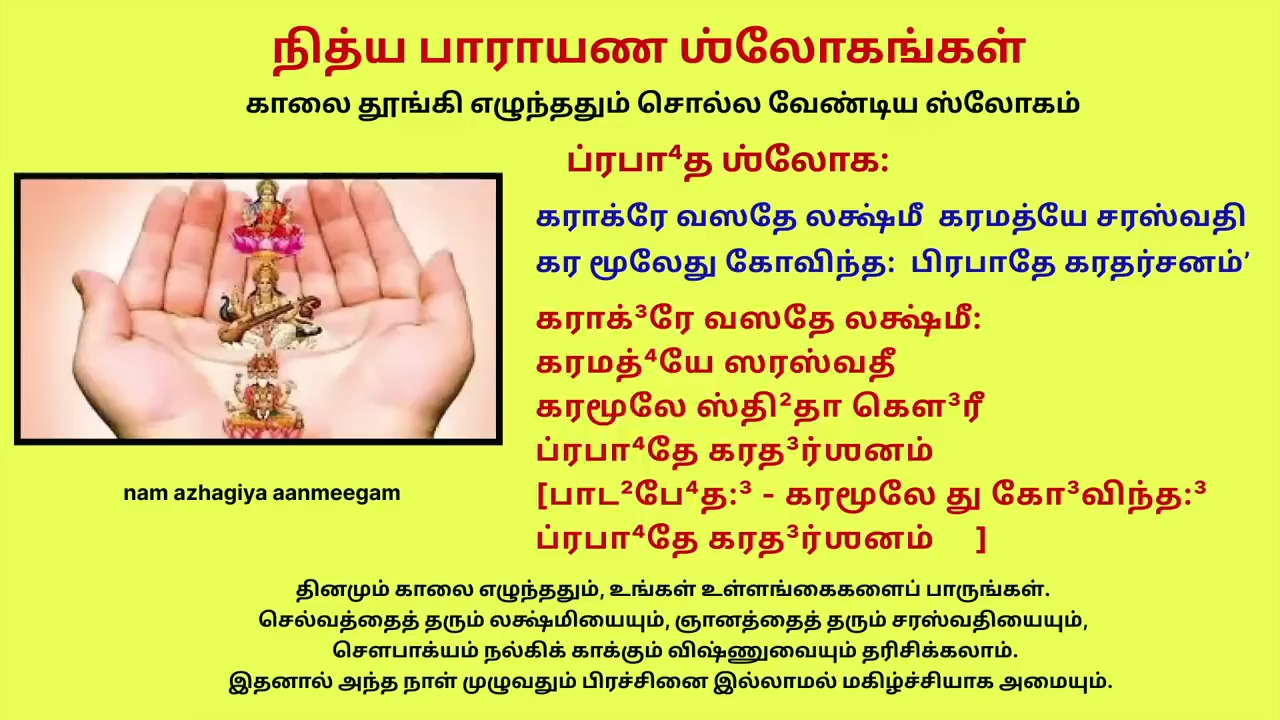 நித்ய பாராயண ஶ்லோகங்கள்
காலை தூங்கி எழுந்ததும் சொல்ல வேண்டிய ஸ்லோகம்
ப்ரபா⁴த ஶ்லோக:
கராக்ரே வஸதே லக்ஷ்மீ கரமத்யே சரஸ்வதி
கர மூலேது கோவிந்த: பிரபாதே கரதர்சனம்’
கராக்³ரே வஸதே லக்ஷ்மீ:
கரமத்⁴யே ஸரஸ்வதீ
கரமூலே ஸ்தி²தா கௌ³ரீ
ப்ரபா⁴தே கரத³ர்ஶனம்
[பாட²பே⁴த:³ - கரமூலே து கோ³விந்த:³
ப்ரபா⁴தே கரத³ர்ஶனம் ]
nam azhagiya aanmeegam
தினமும் காலை எழுந்ததும், உங்கள் உள்ளங்கைகளைப் பாருங்கள்.
செல்வத்தைத் தரும் லக்ஷ்மியையும், ஞானத்தைத் தரும் சரஸ்வதியையும்,
சௌபாக்யம் நல்கிக் காக்கும் விஷ்ணுவையும் தரிசிக்கலாம்.
இதனால் அந்த நாள் முழுவதும் பிரச்சினை இல்லாமல் மகிழ்ச்சியாக அமையும்.